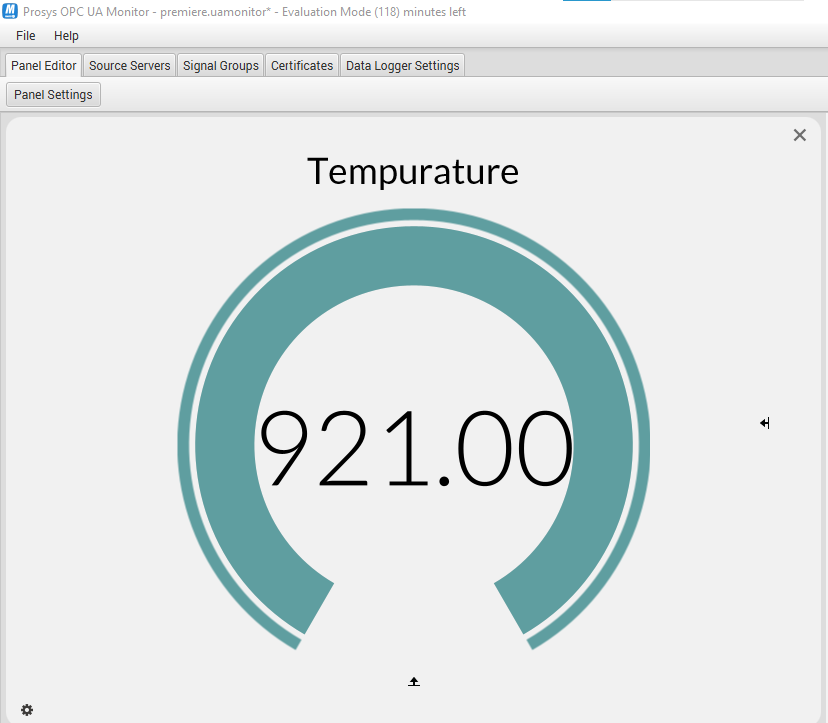 Prosys OPC UA Monitor - premiere.uamonitor* - Evaluation Mode (118) minutes left
File Help
Panel Editor Source Servers Signal Groups Certificates Data Logger Settings
Panel Settings
Tempurature
921.00